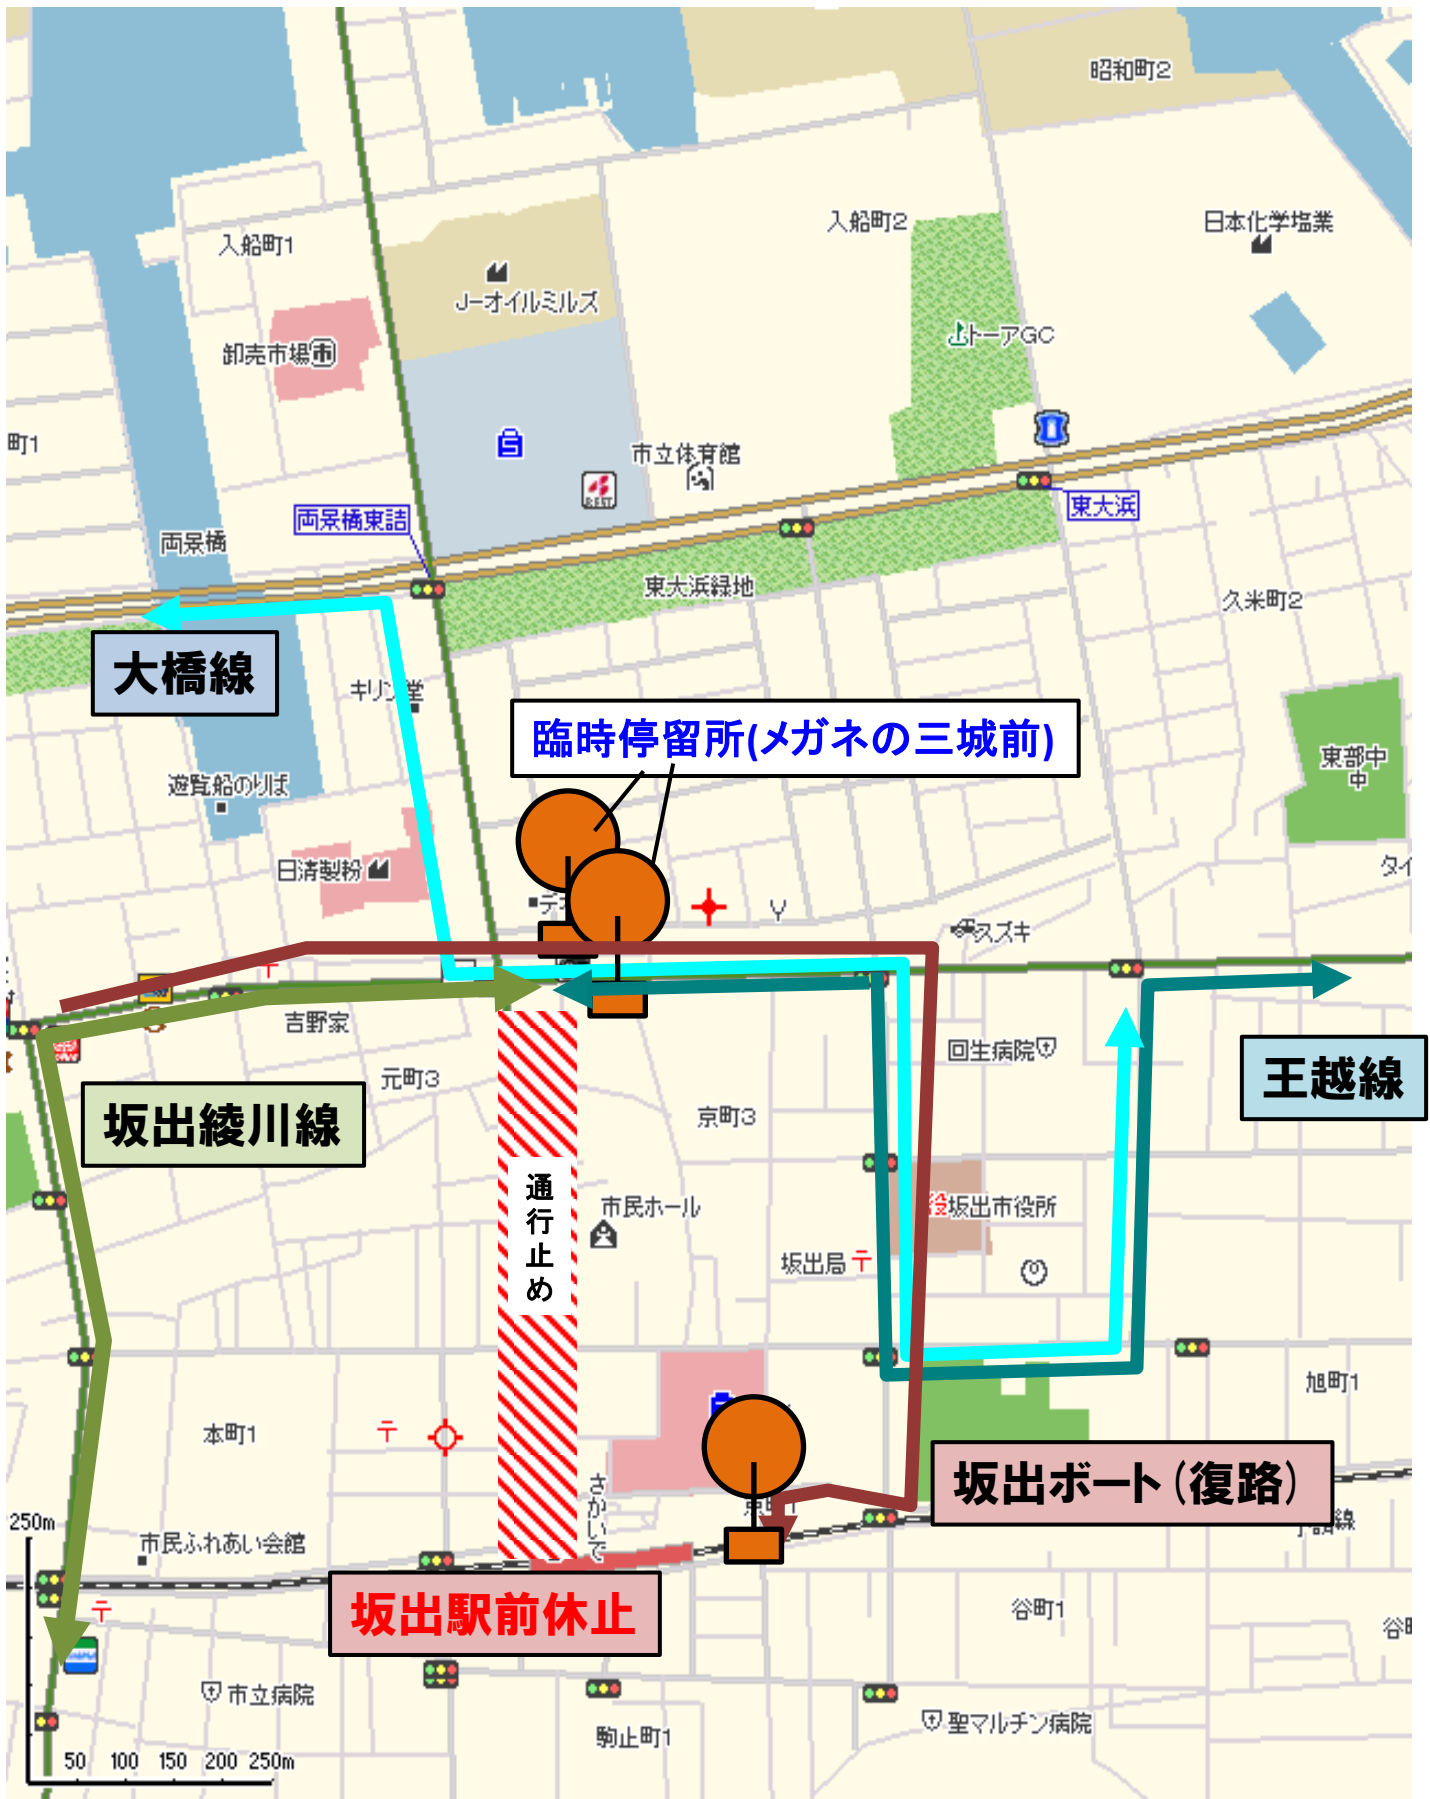 昭和町2
入船町1
入船町2
日本化学塩業
J-オイルミルズ
トーアGC
卸売市場
町1
市立体育館
両景橋東詰
東大浜
両景橋
東大浜緑地
久米町2
大橋線
キリン堂
臨時停留所(メガネの三城前)
東部中
中
遊覧船のりば
日清製粉
タイ
スズキ
吉野家
回生病院
元町3
王越線
坂出綾川線
京町3
通行止め
市民ホール
役
坂出市役所
坂出局
旭町1
本町1
坂出ボート(復路)
さかいで
250m
市民ふれあい会館
坂出駅前休止
谷町1
市立病院
駒止町1
聖マルチン病院
50 100 150 200 250m